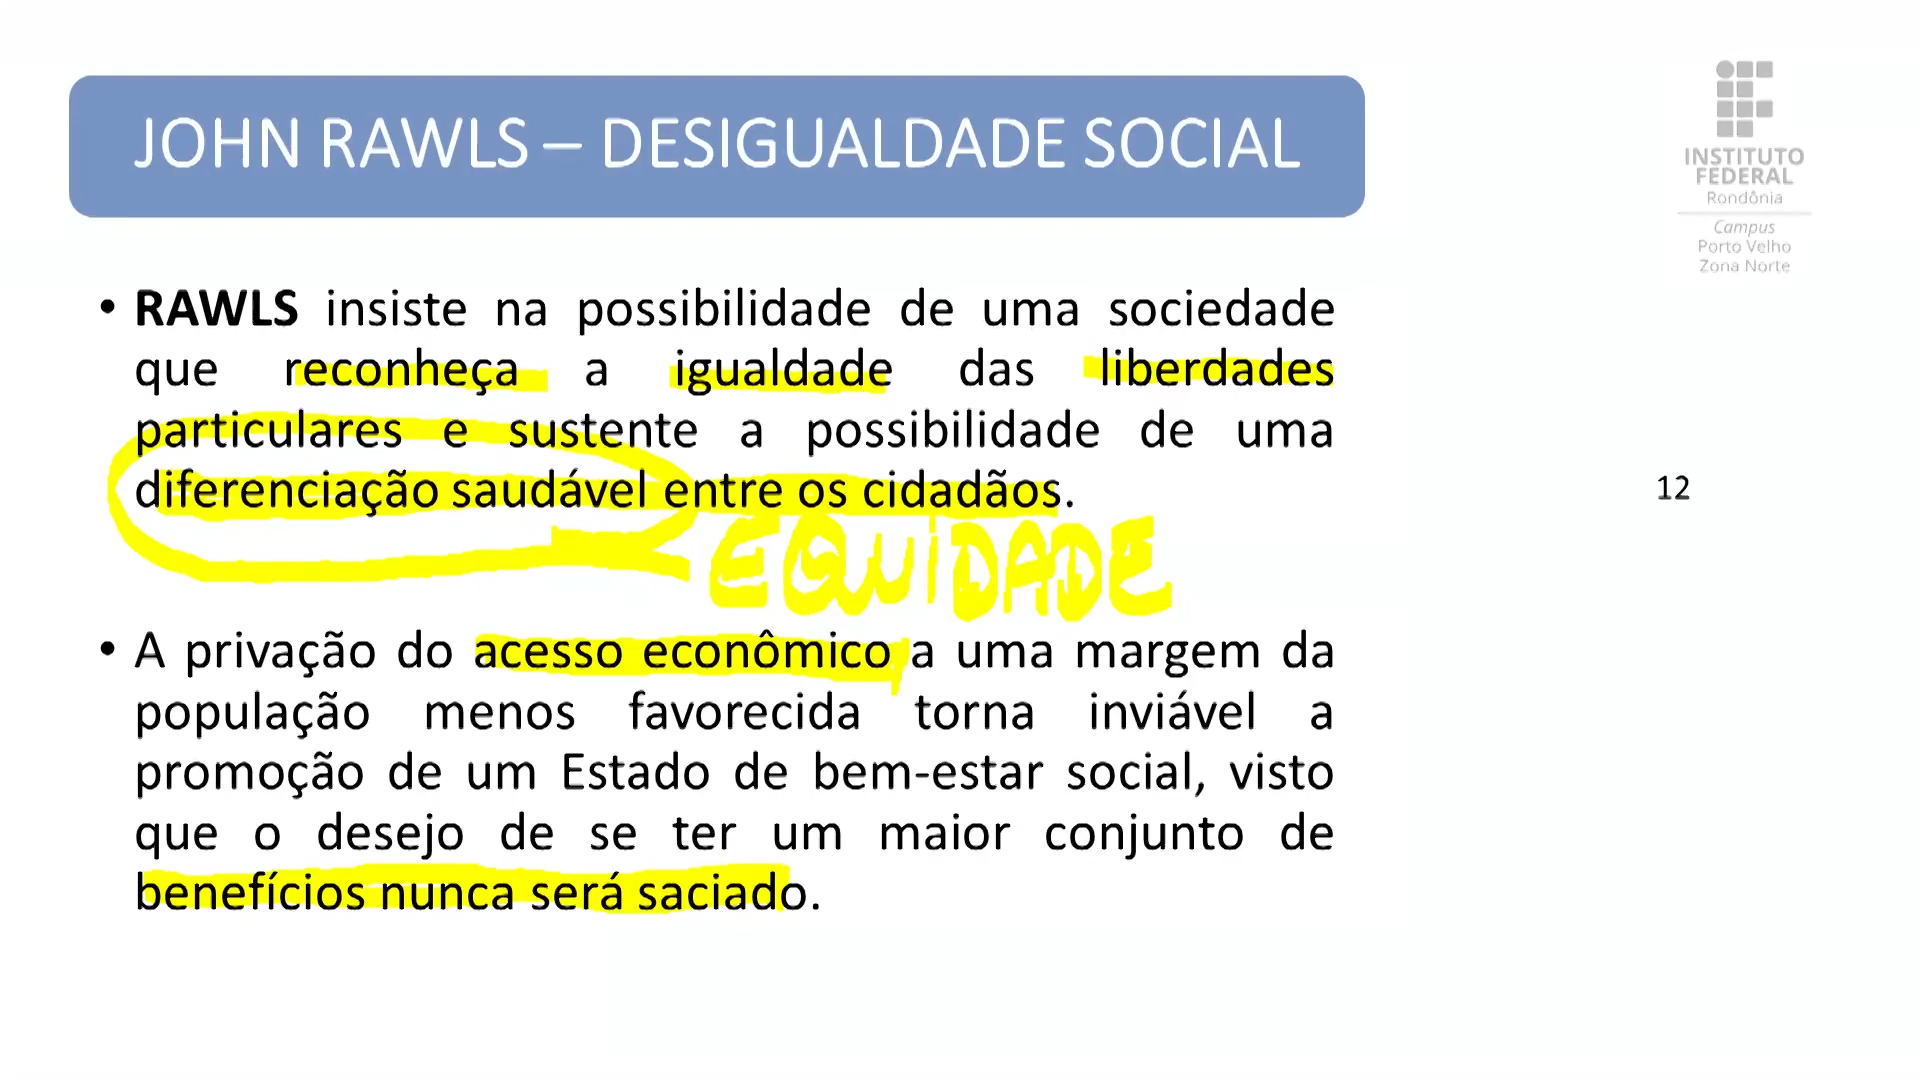 JOHN RAWLS – DESIGUALDADE SOCIAL
INSTITUTO
FEDERAL
Rondônia
Campus
Porto Velho
Zona Norte
• RAWLS insiste na possibilidade de uma sociedade
que reconheça a igualdade das liberdades
particulares e sustente a possibilidade de uma
diferenciação saudável entre os cidadãos.
12
EQUIDADE
• A privação do acesso econômico a uma margem da
população menos favorecida torna inviável a
promoção de um Estado de bem-estar social, visto
que o desejo de se ter um maior conjunto de
benefícios nunca será saciado.